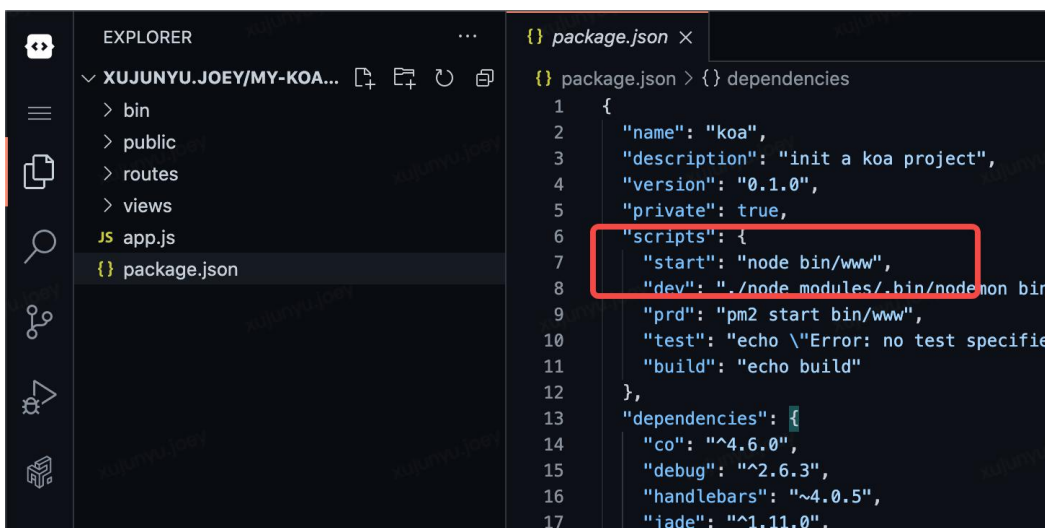 EXPLORER
XUJUNYU.JOEY/MY-KOA...
bin
public
routes
views
JS app.js
{} package.json
{} package.json ×
{} package.json > {} dependencies
1 {
2 "name": "koa",
3 "description": "init a koa project",
4 "version": "0.1.0",
5 "private": true,
6 "scripts": {
7 "start": "node bin/www",
8 "dev": "./node_modules/.bin/nodemon bin
9 "prd": "pm2 start bin/www",
10 "test": "echo \"Error: no test specifie
11 "build": "echo build"
12 },
13 "dependencies": {
14 "co": "^4.6.0",
15 "debug": "^2.6.3",
16 "handlebars": "~4.0.5",
17 "jade": "^1.11.0",